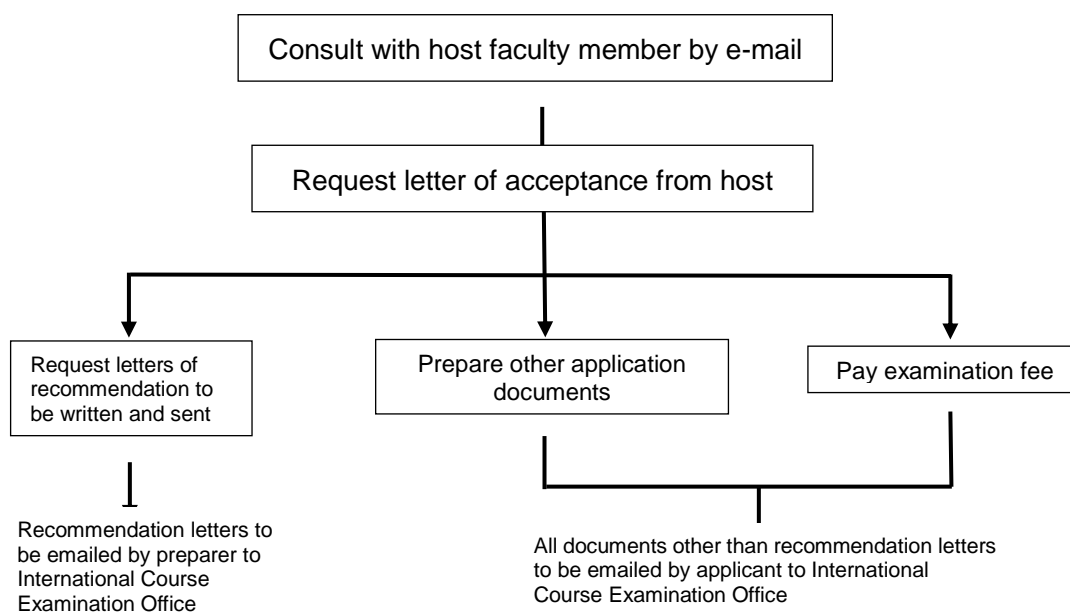 Consult with host faculty member by e-mail
Request letter of acceptance from host
Request letters of
recommendation to
be written and sent
Prepare other application
documents
Pay examination fee
Recommendation letters to
be emailed by preparer to
International Course
Examination Office
All documents other than recommendation letters
to be emailed by applicant to International
Course Examination Office